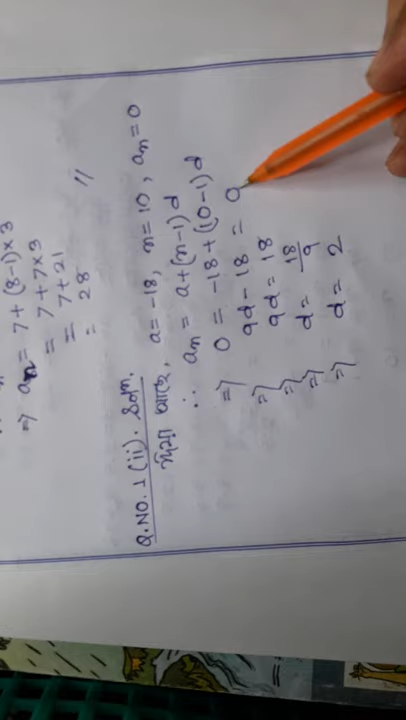 ⇒ aₙ = 7 + (8-1)×3
= 7 + 7×3
= 7 + 21
= 28 //
Q.NO.1 (ii). Solⁿ.
দিয়া আছে, a = -18, n = 10, aₙ = 0
∴ aₙ = a + (n-1) d
⇒ 0 = -18 + (10-1) d
⇒ 9d - 18 = 0
⇒ 9d = 18
⇒ d = 18/9
⇒ d = 2